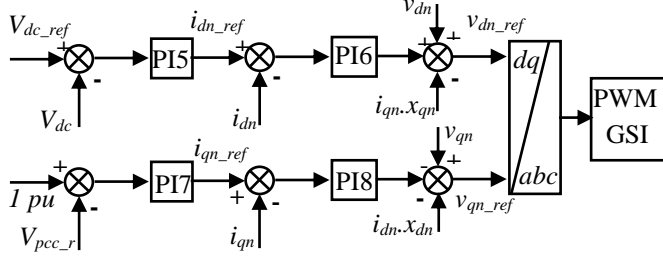 V_dc_ref + - V_dc
PI5
i_dn_ref + - i_dn
PI6
v_dn + + - i_qn.x_qn
v_dn_ref
1 pu + - V_pcc_r
PI7
i_qn_ref + - i_qn
PI8
v_qn - + - i_dn.x_dn
v_qn_ref
dq
abc
PWM
GSI